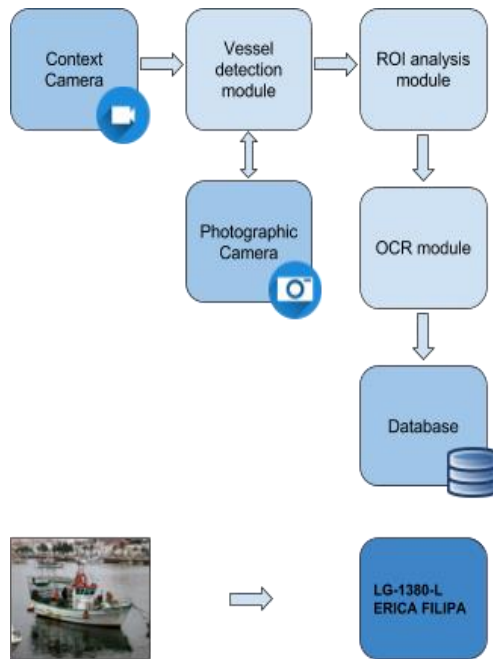 Context
Camera
Vessel
detection
module
ROI analysis
module
Photographic
Camera
OCR module
Database
LG-1380-L
ERICA FILIPA